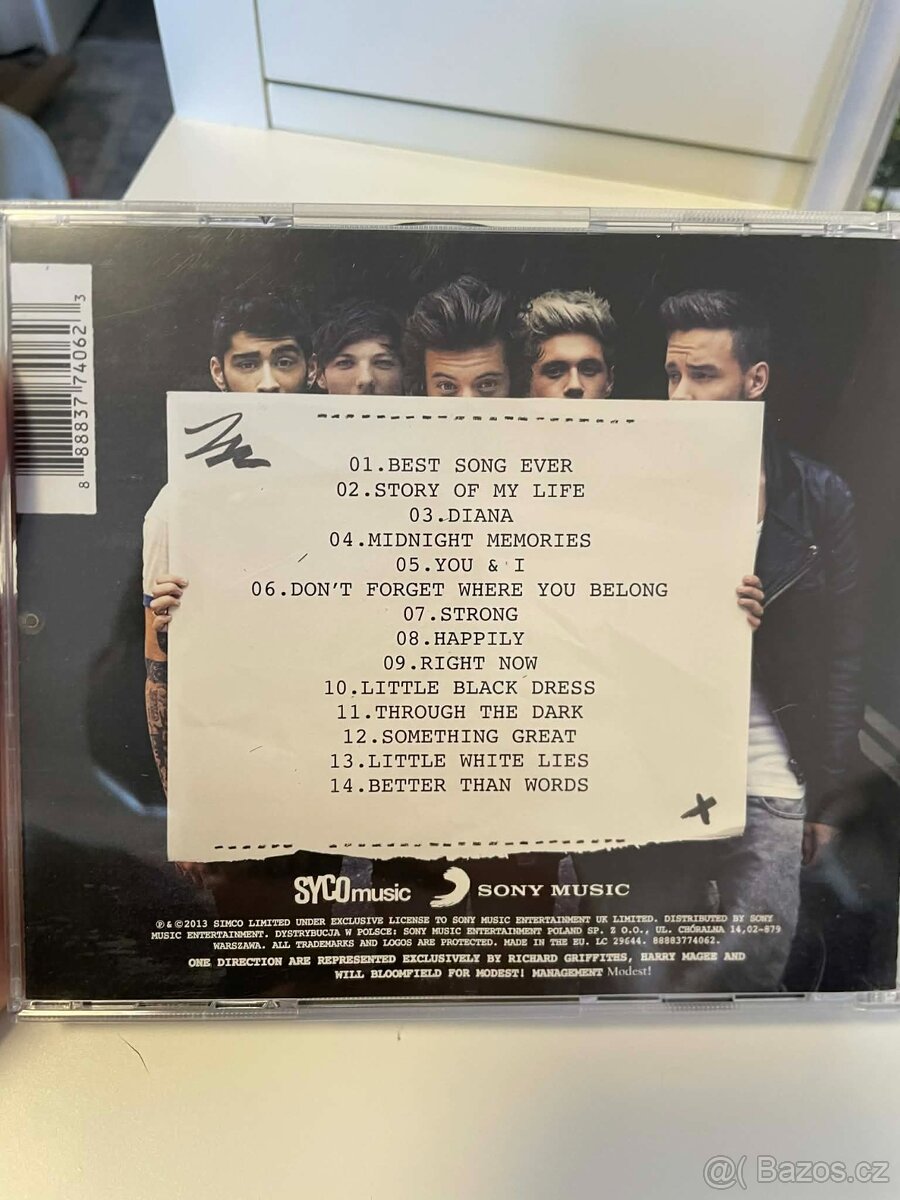 8 88837 74062 3
01.BEST SONG EVER
02.STORY OF MY LIFE
03.DIANA
04.MIDNIGHT MEMORIES
05.YOU & I
06.DON'T FORGET WHERE YOU BELONG
07.STRONG
08.HAPPILY
09.RIGHT NOW
10.LITTLE BLACK DRESS
11.THROUGH THE DARK
12.SOMETHING GREAT
13.LITTLE WHITE LIES
14.BETTER THAN WORDS
SYCOmusic SONY MUSIC
℗ & © 2013 SIMCO LIMITED UNDER EXCLUSIVE LICENSE TO SONY MUSIC ENTERTAINMENT UK LIMITED. DISTRIBUTED BY SONY
MUSIC ENTERTAINMENT. DYSTRYBUCJA W POLSCE: SONY MUSIC ENTERTAINMENT POLAND SP. Z O.O., UL. CHÓRALNA 14,02-879
WARSZAWA. ALL TRADEMARKS AND LOGOS ARE PROTECTED. MADE IN THE EU. LC 29644. 88883774062.
ONE DIRECTION ARE REPRESENTED EXCLUSIVELY BY RICHARD GRIFFITHS, HARRY MAGEE AND
WILL BLOOMFIELD FOR MODEST! MANAGEMENT Modest!
@( Bazos.cz